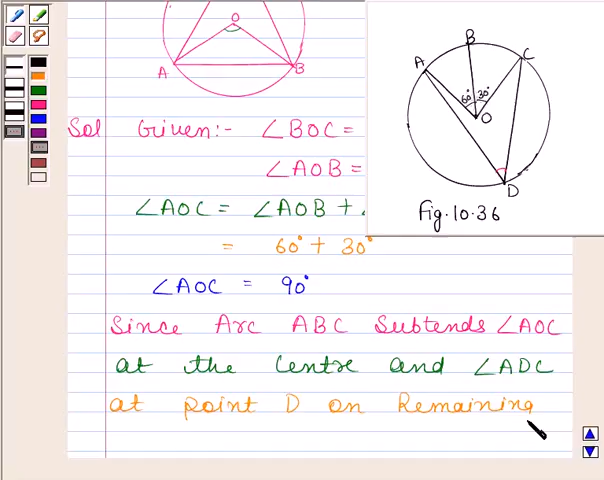 O
A
B
Sol Given:- ∠BOC =
∠AOB =
∠AOC = ∠AOB +
= 60° + 30°
∠AOC = 90°
Since Arc ABC Subtends ∠AOC
at the Centre and ∠ADC
at point D on Remaining
B
A
C
60° 30°
O
D
Fig. 10.36